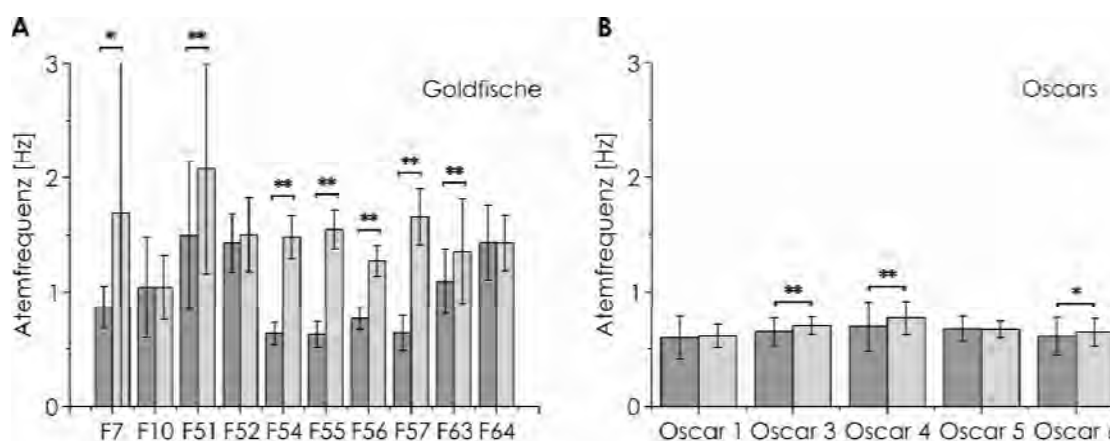 A
Goldfische
Atemfrequenz [Hz]
3
2
1
0
* ** ** ** ** ** **
F7 F10 F51 F52 F54 F55 F56 F57 F63 F64
B
Oscars
Atemfrequenz [Hz]
3
2
1
0
** ** *
Oscar 1 Oscar 3 Oscar 4 Oscar 5 Oscar